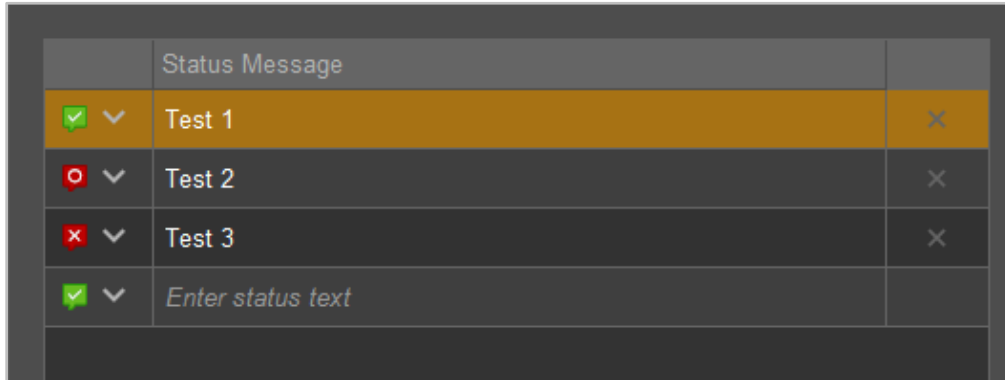 Status Message
Test 1
Test 2
Test 3
Enter status text